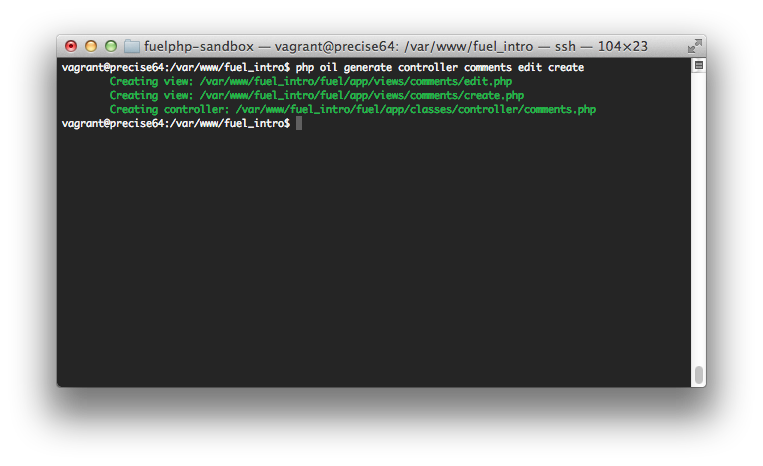 fuelphp-sandbox — vagrant@precise64: /var/www/fuel_intro — ssh — 104×23
vagrant@precise64:/var/www/fuel_intro$ php oil generate controller comments edit create
Creating view: /var/www/fuel_intro/fuel/app/views/comments/edit.php
Creating view: /var/www/fuel_intro/fuel/app/views/comments/create.php
Creating controller: /var/www/fuel_intro/fuel/app/classes/controller/comments.php
vagrant@precise64:/var/www/fuel_intro$